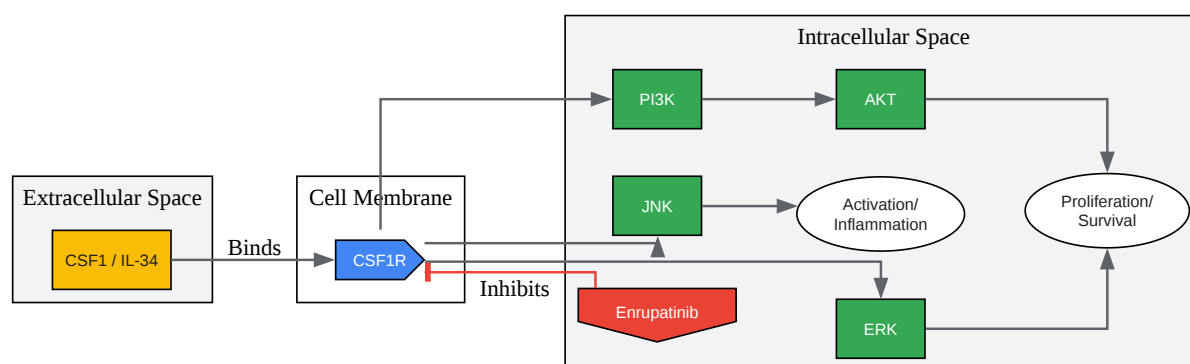 Intracellular Space
PI3K
AKT
Extracellular Space
Cell Membrane
JNK
Activation/
Inflammation
Proliferation/
Survival
CSF1 / IL-34
Binds
CSF1R
Inhibits
Enrupatinib
ERK